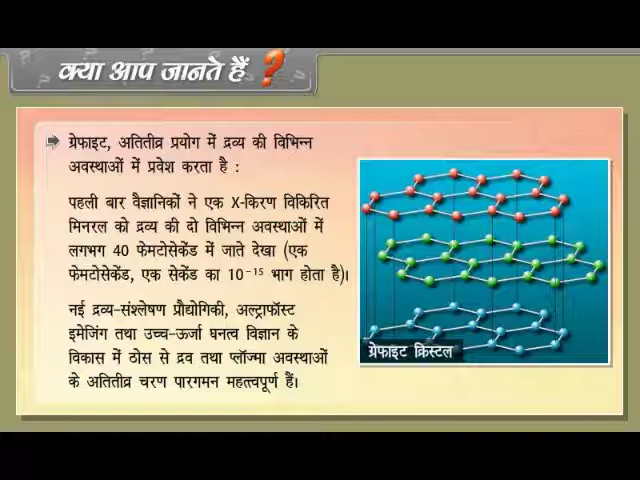 क्या आप जानते हैं ?
ग्रेफाइट, अतितीव्र प्रयोग में द्रव्य की विभिन्न
अवस्थाओं में प्रवेश करता है :
पहली बार वैज्ञानिकों ने एक X-किरण विकिरित
मिनरल को द्रव्य की दो विभिन्न अवस्थाओं में
लगभग 40 फेमटोसेकेंड में जाते देखा (एक
फेमटोसेकेंड, एक सेकेंड का 10⁻¹⁵ भाग होता है)।
नई द्रव्य-संश्लेषण प्रौद्योगिकी, अल्ट्राफॉस्ट
इमेजिंग तथा उच्च-ऊर्जा घनत्व विज्ञान के
विकास में ठोस से द्रव तथा प्लॉज्मा अवस्थाओं
के अतितीव्र चरण पारगमन महत्त्वपूर्ण हैं।
ग्रेफाइट क्रिस्टल